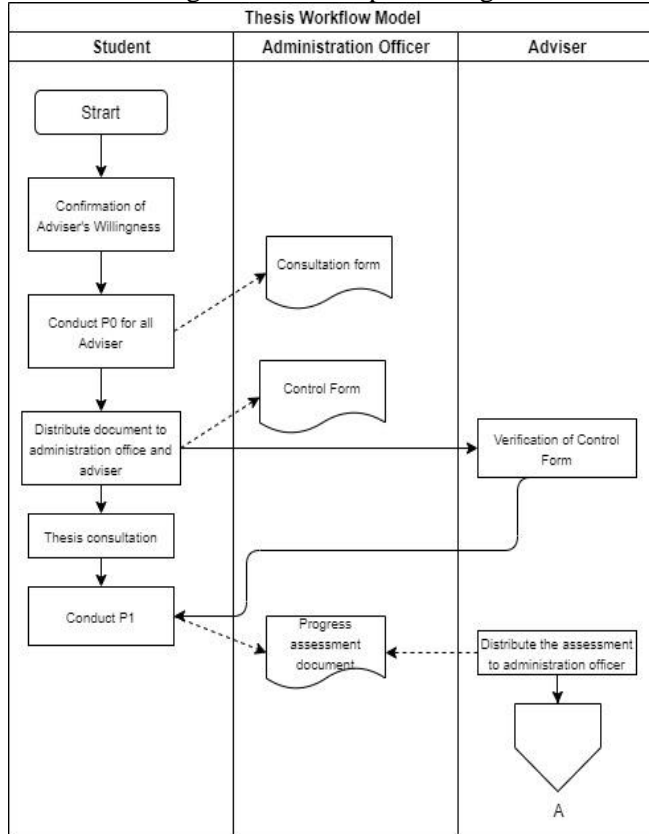 Thesis Workflow Model
Student
Administration Officer
Adviser
Strart
Confirmation of
Adviser's Willingness
Consultation form
Conduct P0 for all
Adviser
Control Form
Distribute document to
administration office and
adviser
Verification of Control
Form
Thesis consultation
Conduct P1
Progress
assessment
document
Distribute the assessment
to administration officer
A